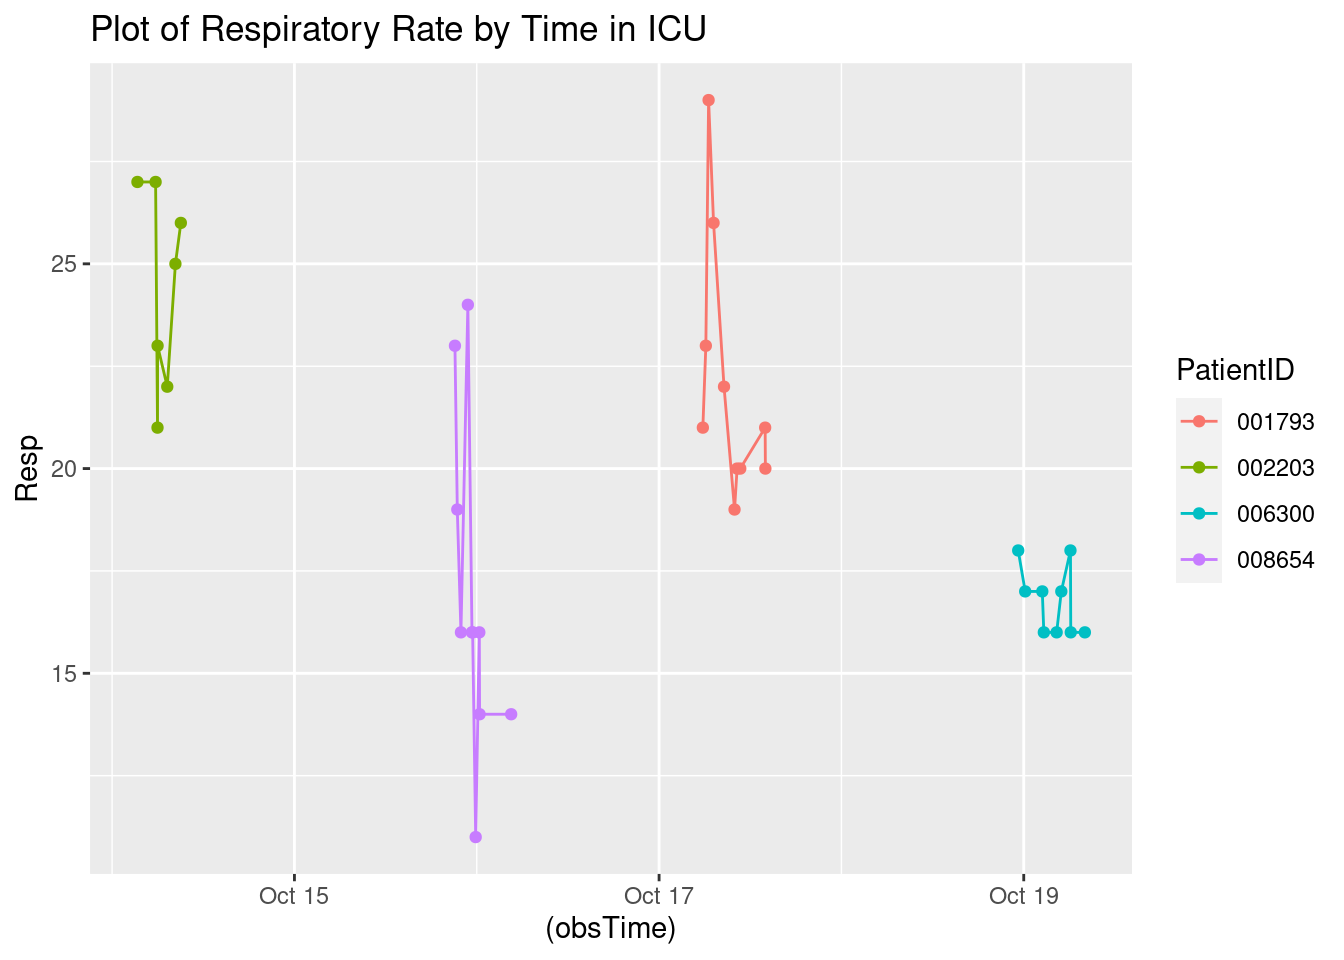 Plot of Respiratory Rate by Time in ICU
25
20
15
Resp
Oct 15
Oct 17
Oct 19
(obsTime)
PatientID
001793
002203
006300
008654